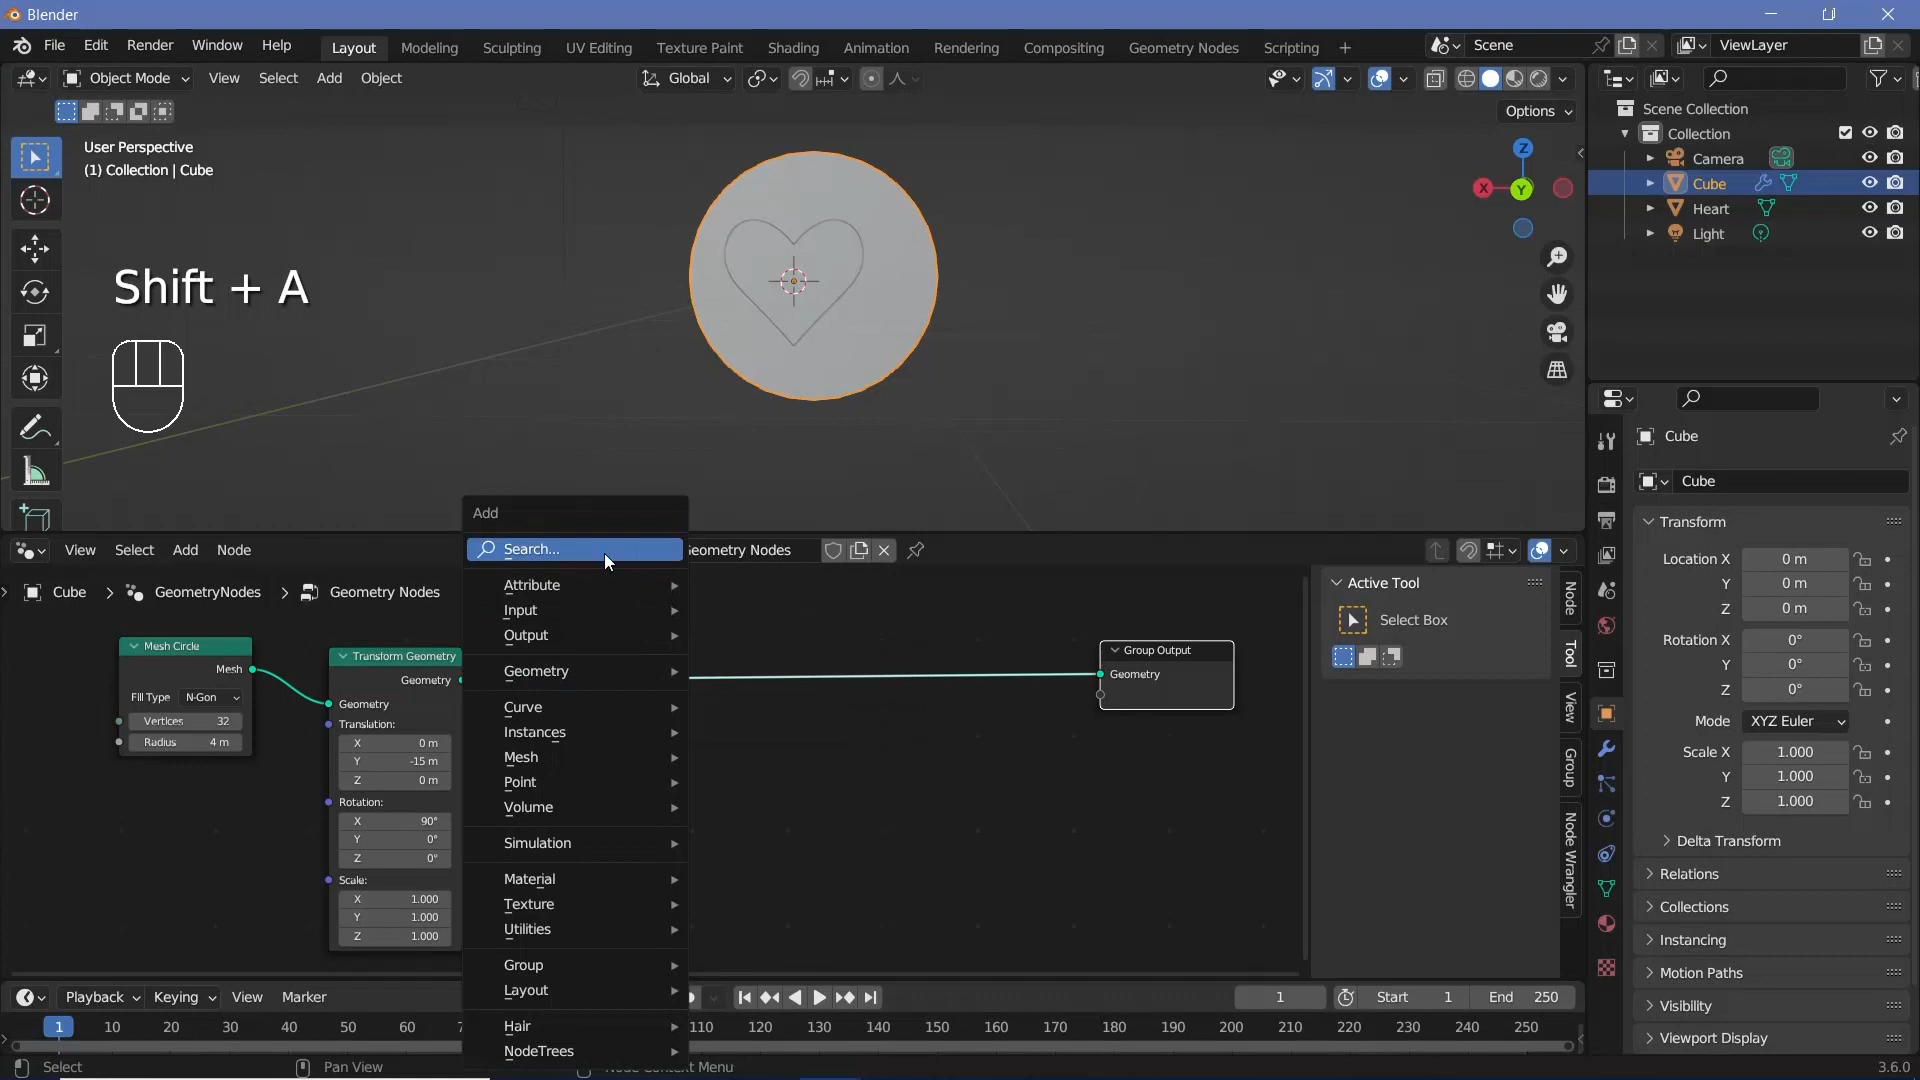 Blender
File Edit Render Window Help Layout Modeling Sculpting UV Editing Texture Paint Shading Animation Rendering Compositing Geometry Nodes Scripting + Scene ViewLayer
Object Mode View Select Add Object Global
Options
User Perspective
(1) Collection | Cube
Z
X
Y
Shift + A
Scene Collection
Collection
Camera
Cube
Heart
Light
Cube
Cube
Transform
Location X 0 m
Y 0 m
Z 0 m
Rotation X 0°
Y 0°
Z 0°
Mode XYZ Euler
Scale X 1.000
Y 1.000
Z 1.000
Delta Transform
Relations
Collections
Instancing
Motion Paths
Visibility
Viewport Display
View Select Add Node
Cube > GeometryNodes > Geometry Nodes
Mesh Circle
Mesh
Fill Type N-Gon
Vertices 32
Radius 4 m
Transform Geometry
Geometry
Geometry
Translation:
X 0 m
Y -15 m
Z 0 m
Rotation:
X 90°
Y 0°
Z 0°
Scale:
X 1.000
Y 1.000
Z 1.000
Add
Search...
Attribute
Input
Output
Geometry
Curve
Instances
Mesh
Point
Volume
Simulation
Material
Texture
Utilities
Group
Layout
Hair
NodeTrees
Geometry Nodes
Group Output
Geometry
Active Tool
Select Box
Node
Tool
View
Group
Node Wrangler
Playback Keying View Marker
1 Start 1 End 250
1 10 20 30 40 50 60 110 120 130 140 150 160 170 180 190 200 210 220 230 240 250
Select Pan View Node Context Menu 3.6.0